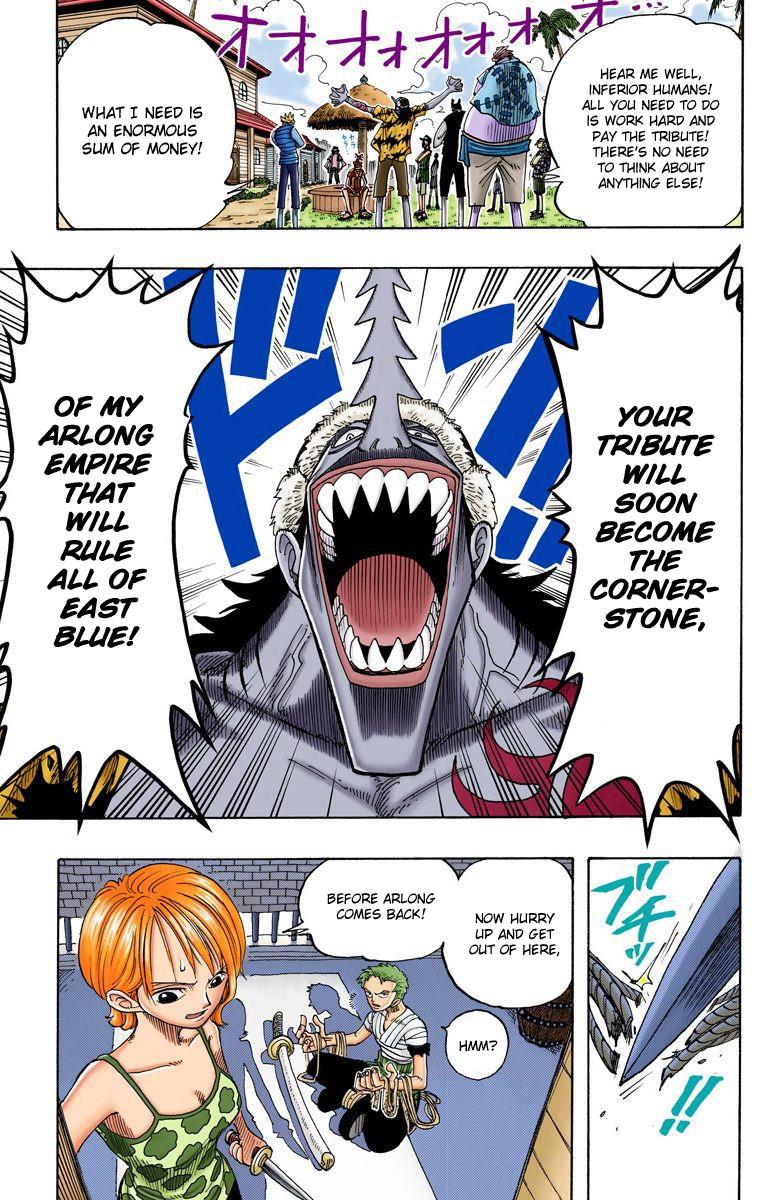 HEAR ME WELL,
INFERIOR HUMANS!
ALL YOU NEED TO DO
IS WORK HARD AND
PAY THE TRIBUTE!
THERE'S NO NEED
TO THINK ABOUT
ANYTHING ELSE!
オオオオオオオ…
WHAT I NEED IS
AN ENORMOUS
SUM OF MONEY!
YOUR
TRIBUTE
WILL
SOON
BECOME
THE
CORNER-
STONE,
ドン!!
OF MY
ARLONG
EMPIRE
THAT
WILL
RULE
ALL OF
EAST
BLUE!
ブチッ
!!
NOW HURRY
UP AND GET
OUT OF HERE,
BEFORE ARLONG
COMES BACK!
HMM?